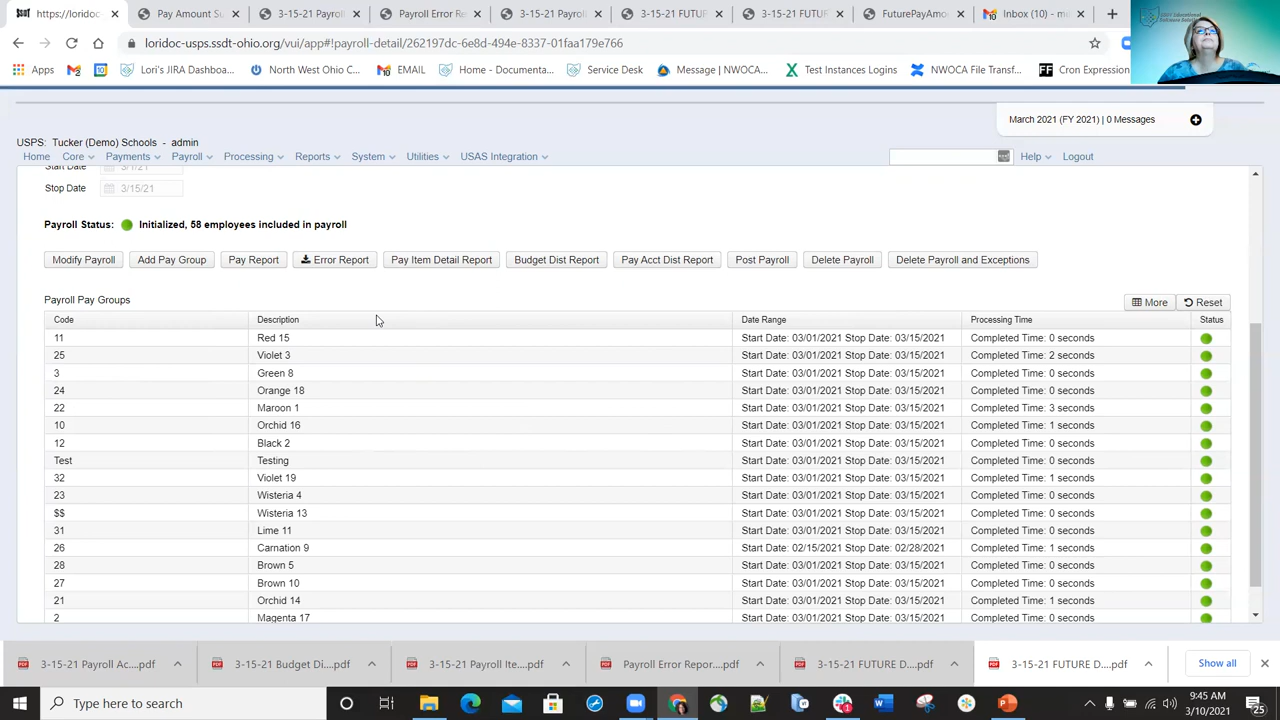 https://loridoc-usps.ssdt-ohio.org
Pay Amount Su
3-15-21 Payroll
Payroll Error
3-15-21 Payroll
3-15-21 FUTUR
3-15-21 FUTUR
FuturePayAmo
Inbox (10) - m
loridoc-usps.ssdt-ohio.org/vui/app#!payroll-detail/262197dc-6e8d-494e-8337-01faa179e766
Apps
Lori's JIRA Dashboa...
North West Ohio C...
EMAIL
Home - Documenta...
Service Desk
Message | NWOCA...
Test Instances Logins
NWOCA File Transf...
Cron Expression
March 2021 (FY 2021) | 0 Messages
USPS: Tucker (Demo) Schools - admin
Home Core Payments Payroll Processing Reports System Utilities USAS Integration Help Logout
Start Date 3/1/21
Stop Date 3/15/21
Payroll Status: Initialized, 58 employees included in payroll
Modify Payroll Add Pay Group Pay Report Error Report Pay Item Detail Report Budget Dist Report Pay Acct Dist Report Post Payroll Delete Payroll Delete Payroll and Exceptions
Payroll Pay Groups More Reset
Code Description Date Range Processing Time Status
11 Red 15 Start Date: 03/01/2021 Stop Date: 03/15/2021 Completed Time: 0 seconds
25 Violet 3 Start Date: 03/01/2021 Stop Date: 03/15/2021 Completed Time: 2 seconds
3 Green 8 Start Date: 03/01/2021 Stop Date: 03/15/2021 Completed Time: 0 seconds
24 Orange 18 Start Date: 03/01/2021 Stop Date: 03/15/2021 Completed Time: 0 seconds
22 Maroon 1 Start Date: 03/01/2021 Stop Date: 03/15/2021 Completed Time: 3 seconds
10 Orchid 16 Start Date: 03/01/2021 Stop Date: 03/15/2021 Completed Time: 1 seconds
12 Black 2 Start Date: 03/01/2021 Stop Date: 03/15/2021 Completed Time: 0 seconds
Test Testing Start Date: 03/01/2021 Stop Date: 03/15/2021 Completed Time: 0 seconds
32 Violet 19 Start Date: 03/01/2021 Stop Date: 03/15/2021 Completed Time: 1 seconds
23 Wisteria 4 Start Date: 03/01/2021 Stop Date: 03/15/2021 Completed Time: 0 seconds
$$ Wisteria 13 Start Date: 03/01/2021 Stop Date: 03/15/2021 Completed Time: 0 seconds
31 Lime 11 Start Date: 03/01/2021 Stop Date: 03/15/2021 Completed Time: 0 seconds
26 Carnation 9 Start Date: 02/15/2021 Stop Date: 02/28/2021 Completed Time: 1 seconds
28 Brown 5 Start Date: 03/01/2021 Stop Date: 03/15/2021 Completed Time: 0 seconds
27 Brown 10 Start Date: 03/01/2021 Stop Date: 03/15/2021 Completed Time: 0 seconds
21 Orchid 14 Start Date: 03/01/2021 Stop Date: 03/15/2021 Completed Time: 1 seconds
2 Magenta 17 Start Date: 03/01/2021 Stop Date: 03/15/2021 Completed Time: 0 seconds
3-15-21 Payroll Ac....pdf
3-15-21 Budget Di....pdf
3-15-21 Payroll Ite....pdf
Payroll Error Repor....pdf
3-15-21 FUTURE D....pdf
3-15-21 FUTURE D....pdf
Show all
Type here to search
9:45 AM
3/10/2021
25